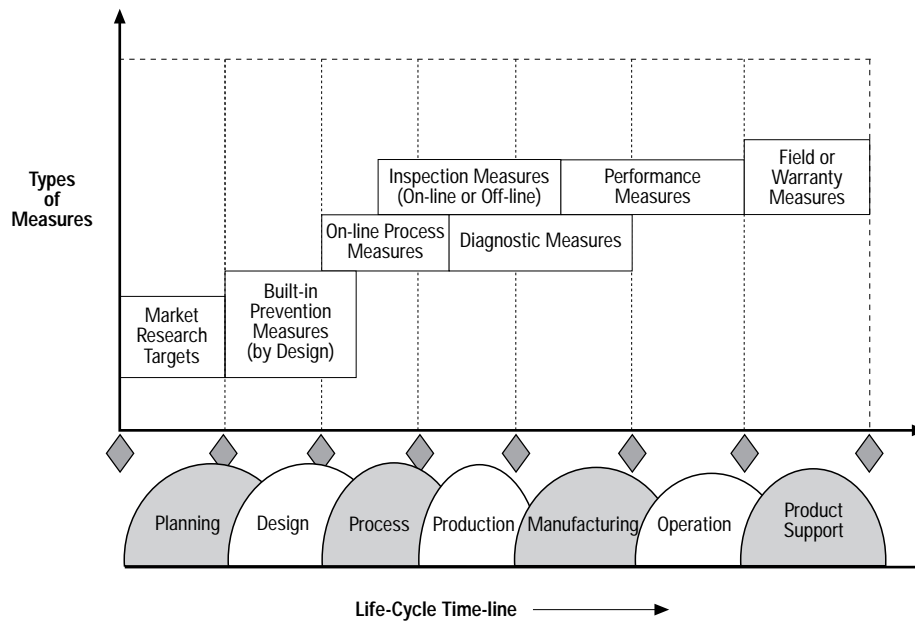 Types
of
Measures
Market
Research
Targets
Built-in
Prevention
Measures
(by Design)
On-line Process
Measures
Inspection Measures
(On-line or Off-line)
Diagnostic Measures
Performance
Measures
Field or
Warranty
Measures
Planning
Design
Process
Production
Manufacturing
Operation
Product
Support
Life-Cycle Time-line